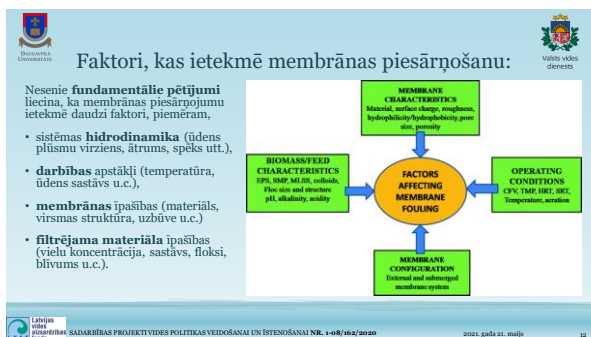 Daugavpils
Universitāte
Faktori, kas ietekmē membrānas piesārņošanu:
Valsts vides
dienests
Nesenie fundamentālie pētījumi
liecina, ka membrānas piesārņojumu
ietekmē daudzi faktori, piemēram,
• sistēmas hidrodinamika (ūdens
plūsmu virziens, ātrums, spēks utt.),
• darbības apstākļi (temperatūra,
ūdens sastāvs u.c.),
• membrānas īpašības (materiāls,
virsmas struktūra, uzbūve u.c.)
• filtrējama materiāla īpašības
(vielu koncentrācija, sastāvs, floksi,
blīvums u.c.).
MEMBRANE
CHARACTERISTICS
Material, surface charge, roughness,
hydrophilicity/hydrophobicity, pore
size, porosity
BIOMASS/FEED
CHARACTERISTICS
EPS, SMP, MLSS, colloids,
Floc size and structure
pH, alkalinity, acidity
FACTORS
AFFECTING
MEMBRANE
FOULING
OPERATING
CONDITIONS
CFV, TMP, HRT, SRT,
Temperature, aeration
MEMBRANE
CONFIGURATION
External and submerged
membrane system
Latvijas
vides
aizsardzības
SADARBĪBAS PROJEKTI VIDES POLITIKAS VEIDOŠANAI UN ĪSTENOŠANAI NR. 1-08/162/2020
2021. gada 21. maijs
12